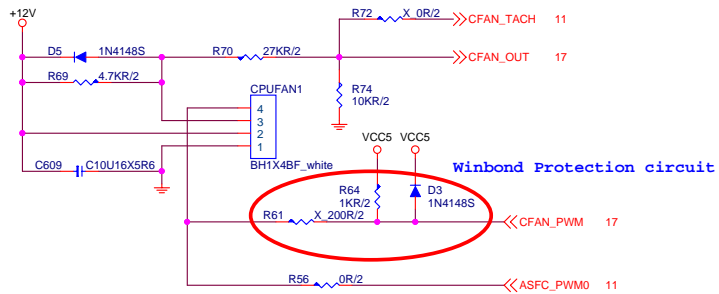 +12V
R72 X_0R/2 CFAN_TACH 11
D5 1N4148S
R70 27KR/2 CFAN_OUT 17
R69 4.7KR/2
CPUFAN1
R74
10KR/2
4
3
2
1
BH1X4BF_white
C609 C10U16X5R6
VCC5 VCC5
Winbond Protection circuit
R64
1KR/2
D3
1N4148S
R61 X_200R/2 CFAN_PWM 17
R56 0R/2 ASFC_PWM0 11